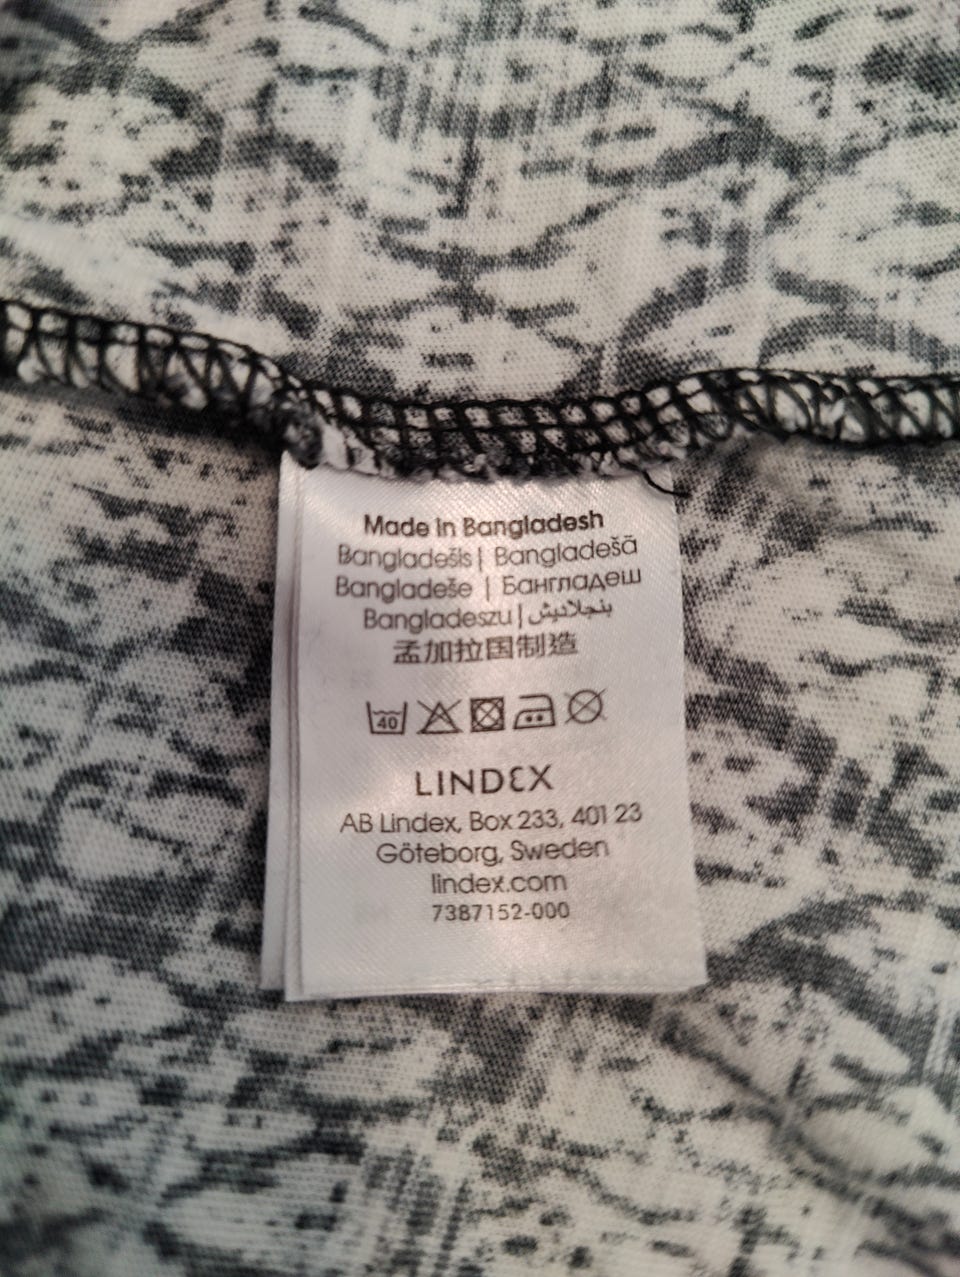 Made in Bangladesh
Bangladešis | Bangladešā
Bangladeše | Бангладеш
Bangladeszu | بنجلاديش
孟加拉国制造
40
LINDEX
AB Lindex, Box 233, 401 23
Göteborg, Sweden
lindex.com
7387152-000